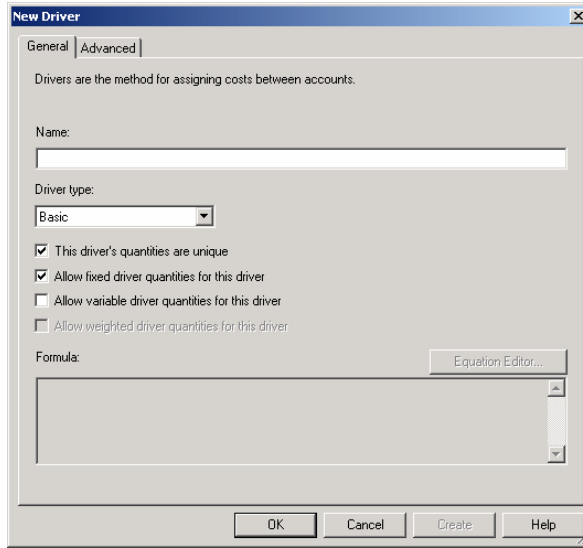 New Driver
General
Advanced
Drivers are the method for assigning costs between accounts.
Name:
Driver type:
Basic
This driver's quantities are unique
Allow fixed driver quantities for this driver
Allow variable driver quantities for this driver
Allow weighted driver quantities for this driver
Formula:
Equation Editor...
OK
Cancel
Create
Help